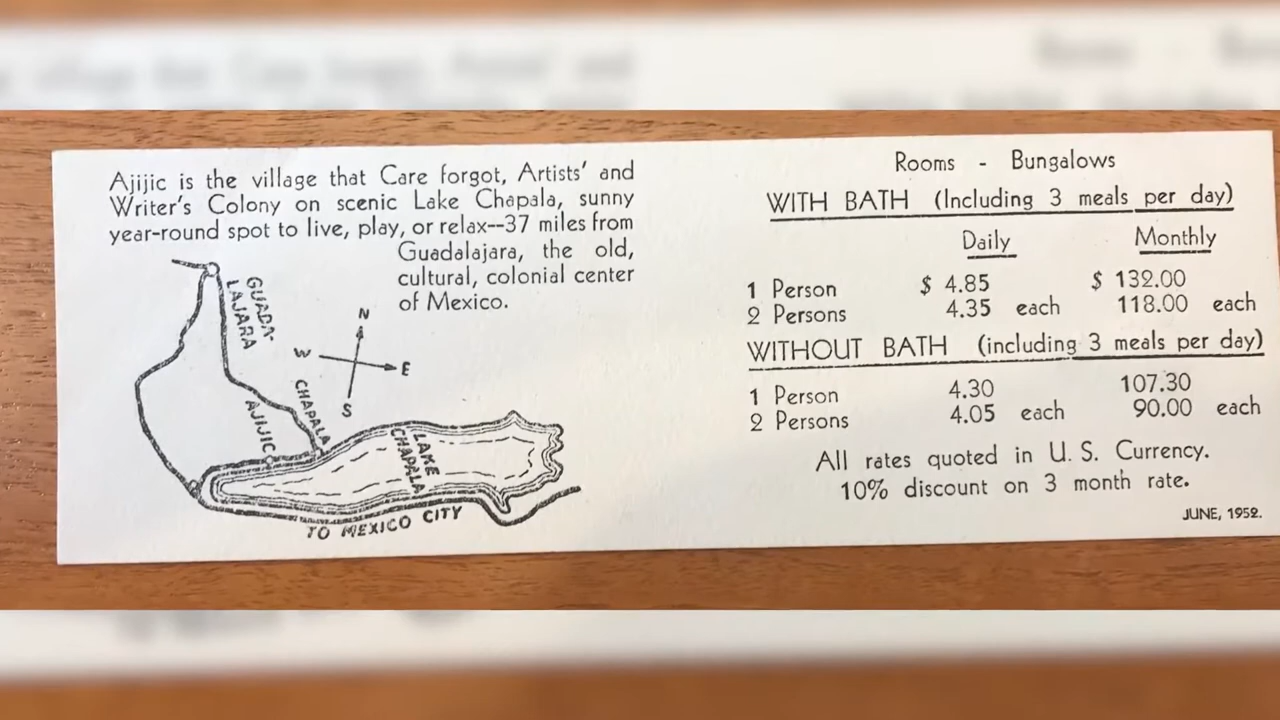 Ajijic is the village that Care forgot, Artists' and
Writer's Colony on scenic Lake Chapala, sunny
year-round spot to live, play, or relax--37 miles from
Guadalajara, the old,
cultural, colonial center
of Mexico.
GUADA-
LAJARA
N
W
E
S
CHAPALA
AJIJIC
LAKE
CHAPALA
TO MEXICO CITY
Rooms - Bungalows
WITH BATH (Including 3 meals per day)
Daily Monthly
1 Person $ 4.85 $ 132.00
2 Persons 4.35 each 118.00 each
WITHOUT BATH (including 3 meals per day)
1 Person 4.30 107.30
2 Persons 4.05 each 90.00 each
All rates quoted in U. S. Currency.
10% discount on 3 month rate.
JUNE, 1952.